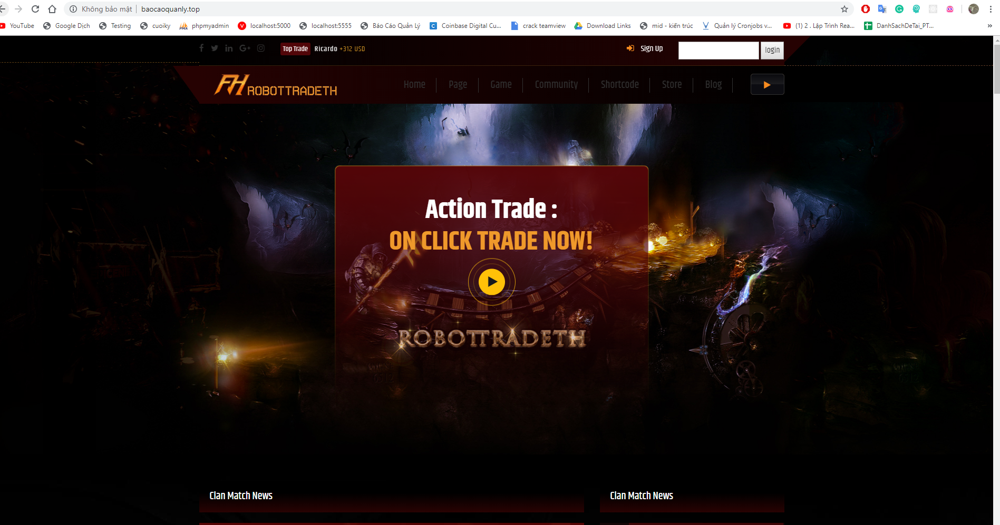 Không bảo mật baocaoquanly.top
YouTube Google Dịch Testing cuoiky phpmyadmin localhost:5000 localhost:5555 Báo Cáo Quản Lý Coinbase Digital Cu... crack teamview Download Links mid - kiến trúc Quản lý Cronjobs v... (1) 2 . Lập Trình Rea... DanhSachDeTai_PT... »
Top Trade Ricardo +312 USD Sign Up login
FH ROBOTTRADETH Home Page Game Community Shortcode Store Blog
Action Trade :
ON CLICK TRADE NOW!
ROBOTTRADETH
Clan Match News Clan Match News